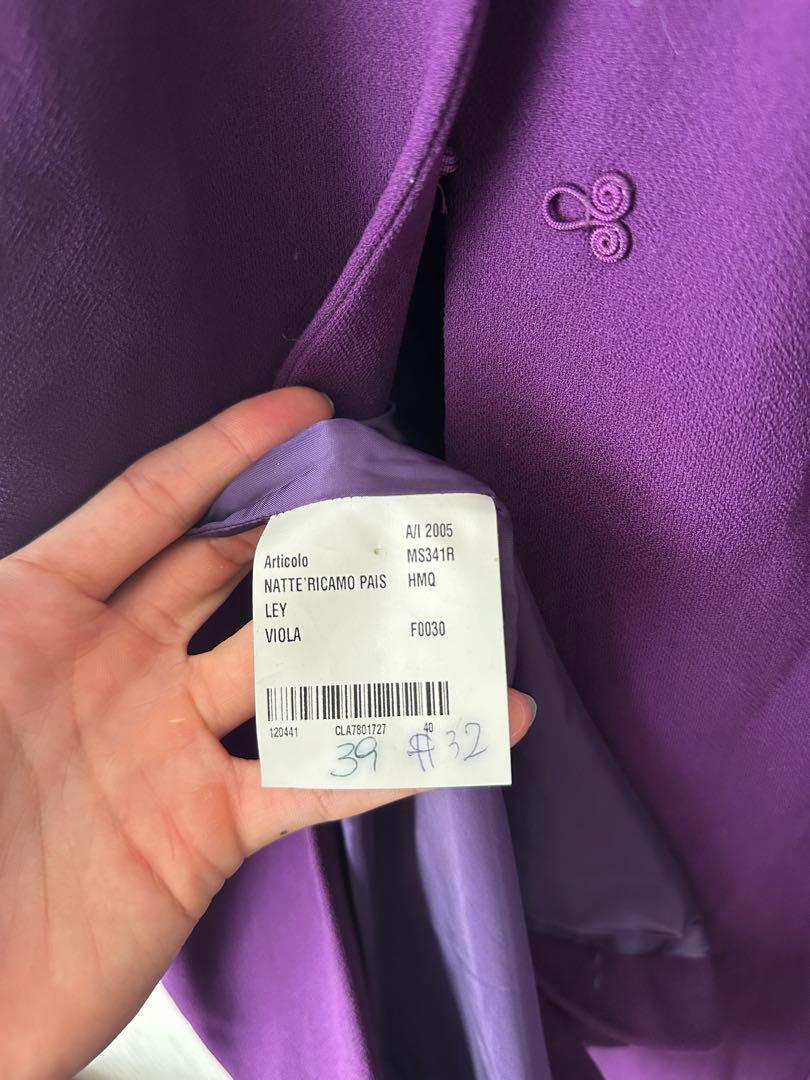 A/I 2005
Articolo MS341R
NATTE'RICAMO PAIS HMQ
LEY
VIOLA F0030
120441 CLA7801727 40
39 #32